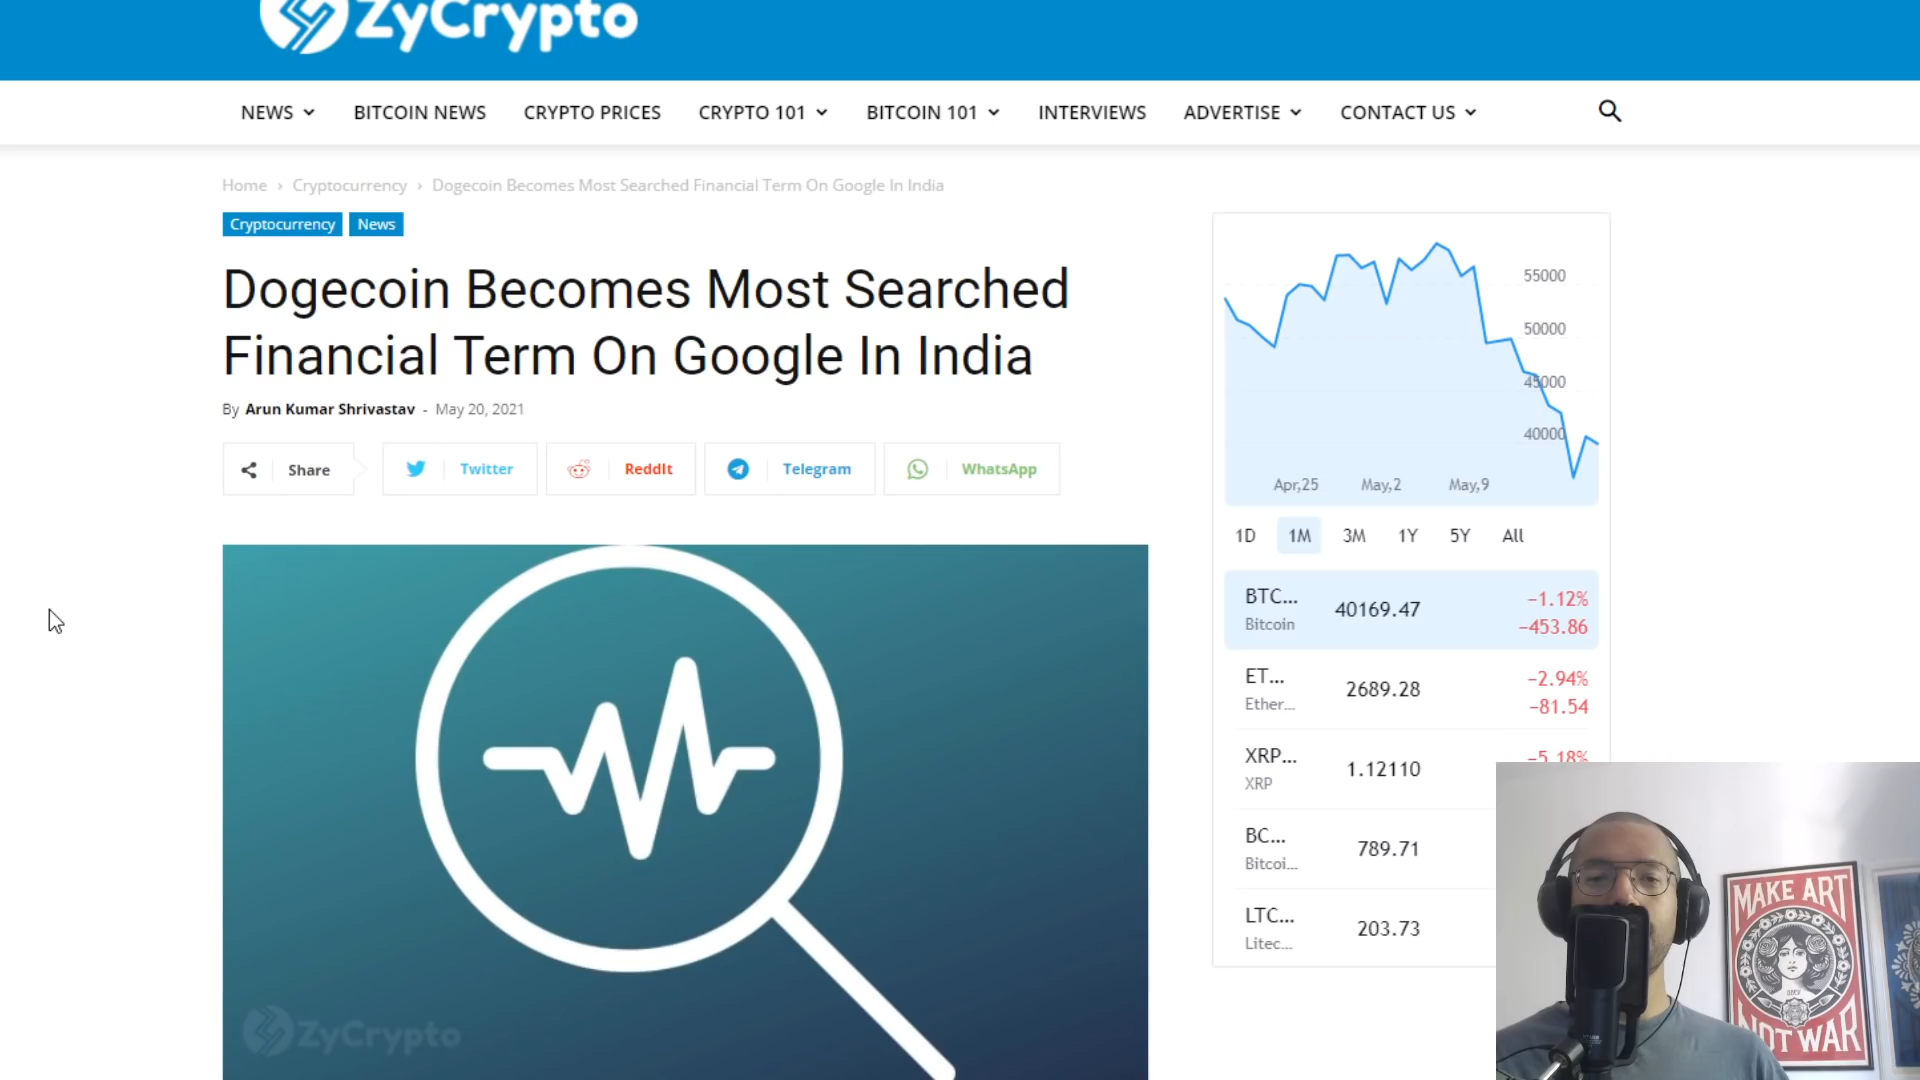 ZyCrypto
NEWS
BITCOIN NEWS
CRYPTO PRICES
CRYPTO 101
BITCOIN 101
INTERVIEWS
ADVERTISE
CONTACT US
Home › Cryptocurrency › Dogecoin Becomes Most Searched Financial Term On Google In India
Cryptocurrency
News
Dogecoin Becomes Most Searched
Financial Term On Google In India
By Arun Kumar Shrivastav - May 20, 2021
Share
Twitter
ReddIt
Telegram
WhatsApp
ZyCrypto
55000
50000
45000
40000
Apr,25
May,2
May,9
1D
1M
3M
1Y
5Y
All
BTC...
Bitcoin
40169.47
−1.12%
−453.86
ET...
Ether...
2689.28
−2.94%
−81.54
XRP...
XRP
1.12110
−5.18%
BC...
Bitcoi...
789.71
LTC...
Litec...
203.73
MAKE ART
NOT WAR